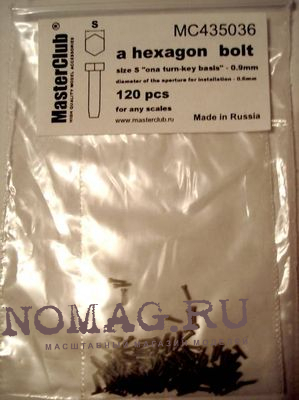 MasterClub
HIGH QUALITY MODEL ACCESSORIES
S
MC435036
a hexagon bolt
size S "ona turn-key basis" - 0.9mm
diameter of the aperture for installation - 0.6mm
120 pcs
for any scales
www.masterclub.ru
Made in Russia
NOMAG.RU